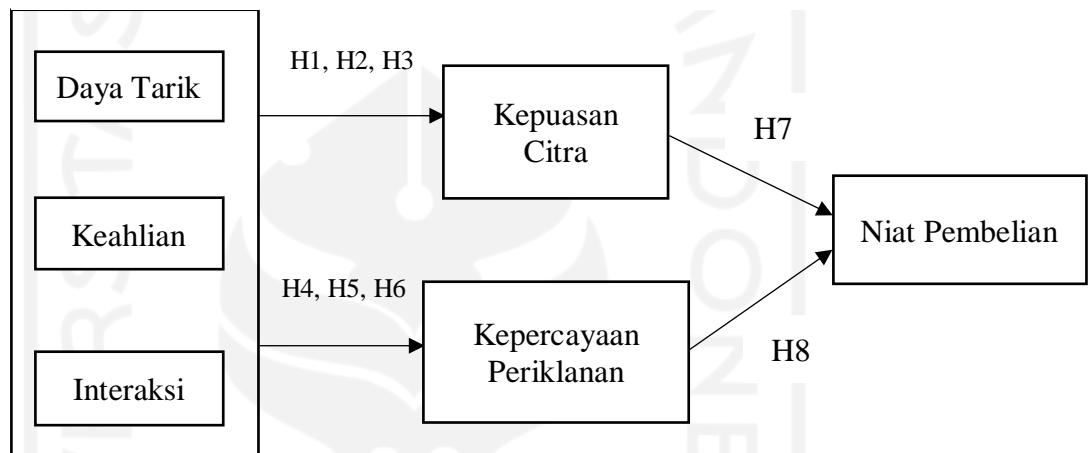 H1, H2, H3
Daya Tarik
Kepuasan
Citra
H7
Keahlian
Niat Pembelian
H4, H5, H6
Kepercayaan
Periklanan
H8
Interaksi